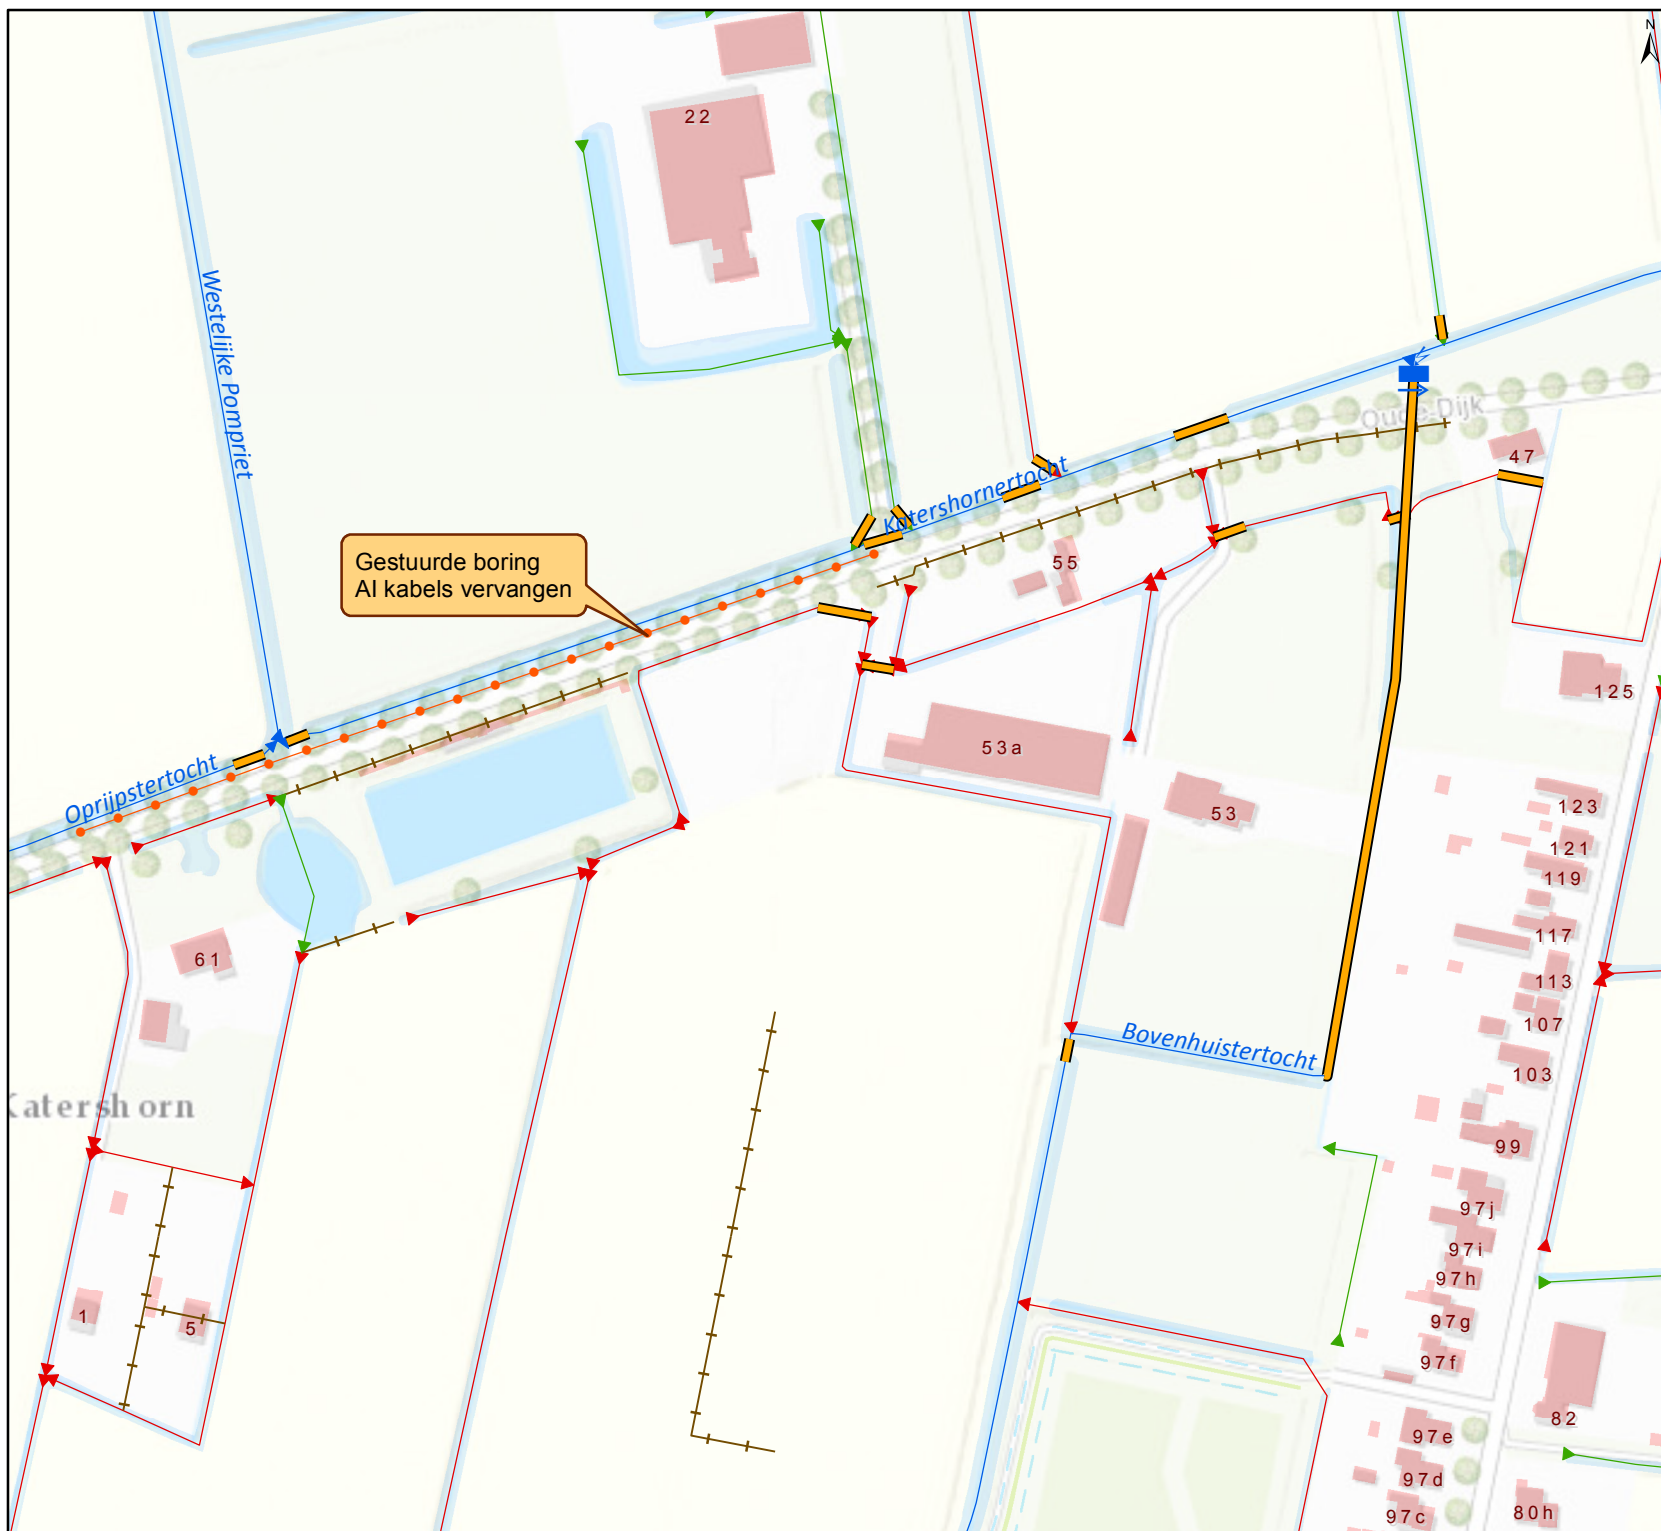 N
22
Westelijke Pompriet
Oude Dijk
47
Katershornertocht
Gestuurde boring
Al kabels vervangen
55
125
53a
Oprijpstertocht
53
123
121
119
117
61
113
107
Bovenhuistertocht
103
Katershorn
99
97j
97i
97h
1
5
97g
97f
82
97e
97d
97c
80h